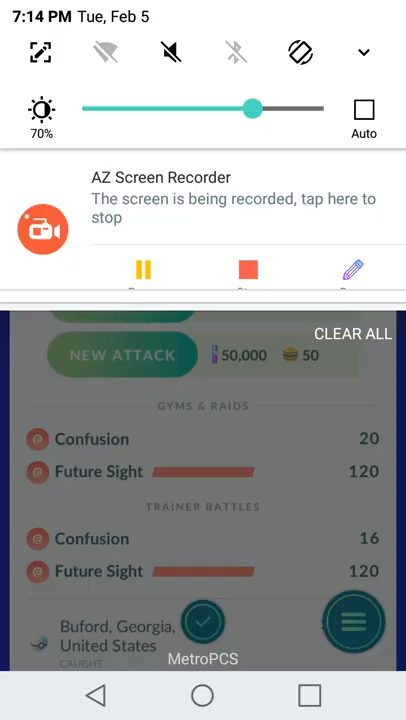 7:14 PM Tue, Feb 5
70%
Auto
AZ Screen Recorder
The screen is being recorded, tap here to
stop
CLEAR ALL
NEW ATTACK 50,000 50
GYMS & RAIDS
Confusion 20
Future Sight 120
TRAINER BATTLES
Confusion 16
Future Sight 120
Buford, Georgia,
United States
CAUGHT
MetroPCS